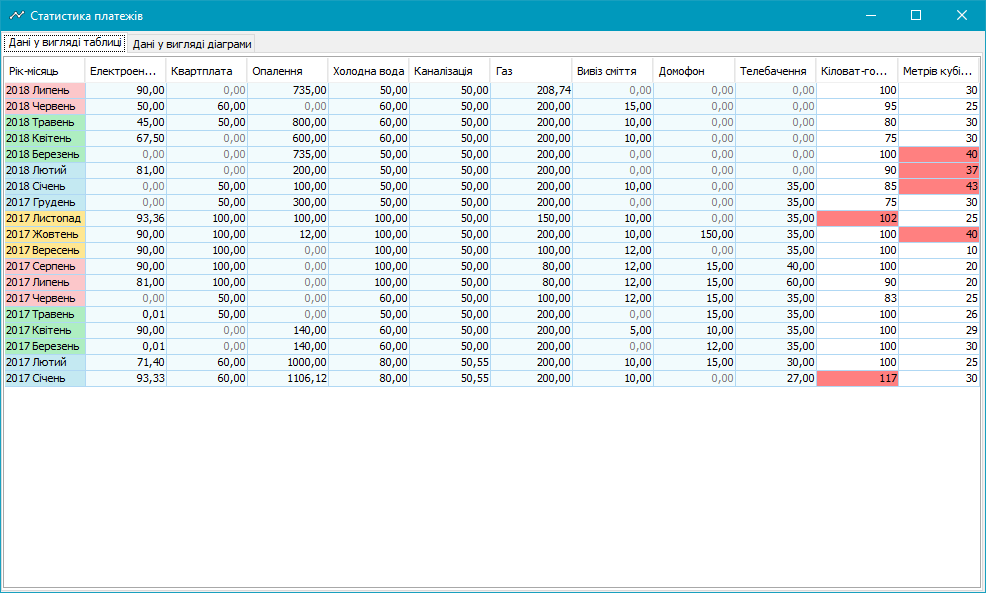 Статистика платежів
Дані у вигляді таблиці Дані у вигляді діаграми
Рік-місяць Електроен... Квартплата Опалення Холодна вода Каналізація Газ Вивіз сміття Домофон Телебачення Кіловат-го... Метрів кубі...
2018 Липень 90,00 0,00 735,00 50,00 50,00 208,74 0,00 0,00 0,00 100 30
2018 Червень 50,00 60,00 0,00 60,00 50,00 200,00 15,00 0,00 0,00 95 25
2018 Травень 45,00 50,00 800,00 60,00 50,00 200,00 10,00 0,00 0,00 80 30
2018 Квітень 67,50 0,00 600,00 60,00 50,00 200,00 10,00 0,00 0,00 75 30
2018 Березень 0,00 0,00 735,00 50,00 50,00 200,00 0,00 0,00 0,00 100 40
2018 Лютий 81,00 0,00 200,00 50,00 50,00 200,00 0,00 0,00 0,00 90 37
2018 Січень 0,00 50,00 100,00 50,00 50,00 200,00 10,00 0,00 35,00 85 43
2017 Грудень 0,00 50,00 300,00 50,00 50,00 200,00 0,00 0,00 35,00 75 30
2017 Листопад 93,36 100,00 100,00 100,00 50,00 150,00 10,00 0,00 35,00 102 25
2017 Жовтень 90,00 100,00 12,00 100,00 50,00 200,00 10,00 150,00 35,00 100 40
2017 Вересень 90,00 100,00 0,00 100,00 50,00 100,00 12,00 0,00 35,00 100 10
2017 Серпень 90,00 100,00 0,00 100,00 50,00 80,00 12,00 15,00 40,00 100 20
2017 Липень 81,00 100,00 0,00 100,00 50,00 80,00 12,00 15,00 60,00 90 20
2017 Червень 0,00 50,00 0,00 60,00 50,00 100,00 12,00 15,00 35,00 83 25
2017 Травень 0,01 50,00 0,00 50,00 50,00 200,00 0,00 15,00 35,00 100 26
2017 Квітень 90,00 0,00 140,00 60,00 50,00 200,00 5,00 10,00 35,00 100 29
2017 Березень 0,01 0,00 140,00 60,00 50,00 200,00 0,00 12,00 35,00 100 30
2017 Лютий 71,40 60,00 1000,00 80,00 50,55 200,00 10,00 15,00 30,00 100 25
2017 Січень 93,33 60,00 1106,12 80,00 50,55 200,00 10,00 0,00 27,00 117 30